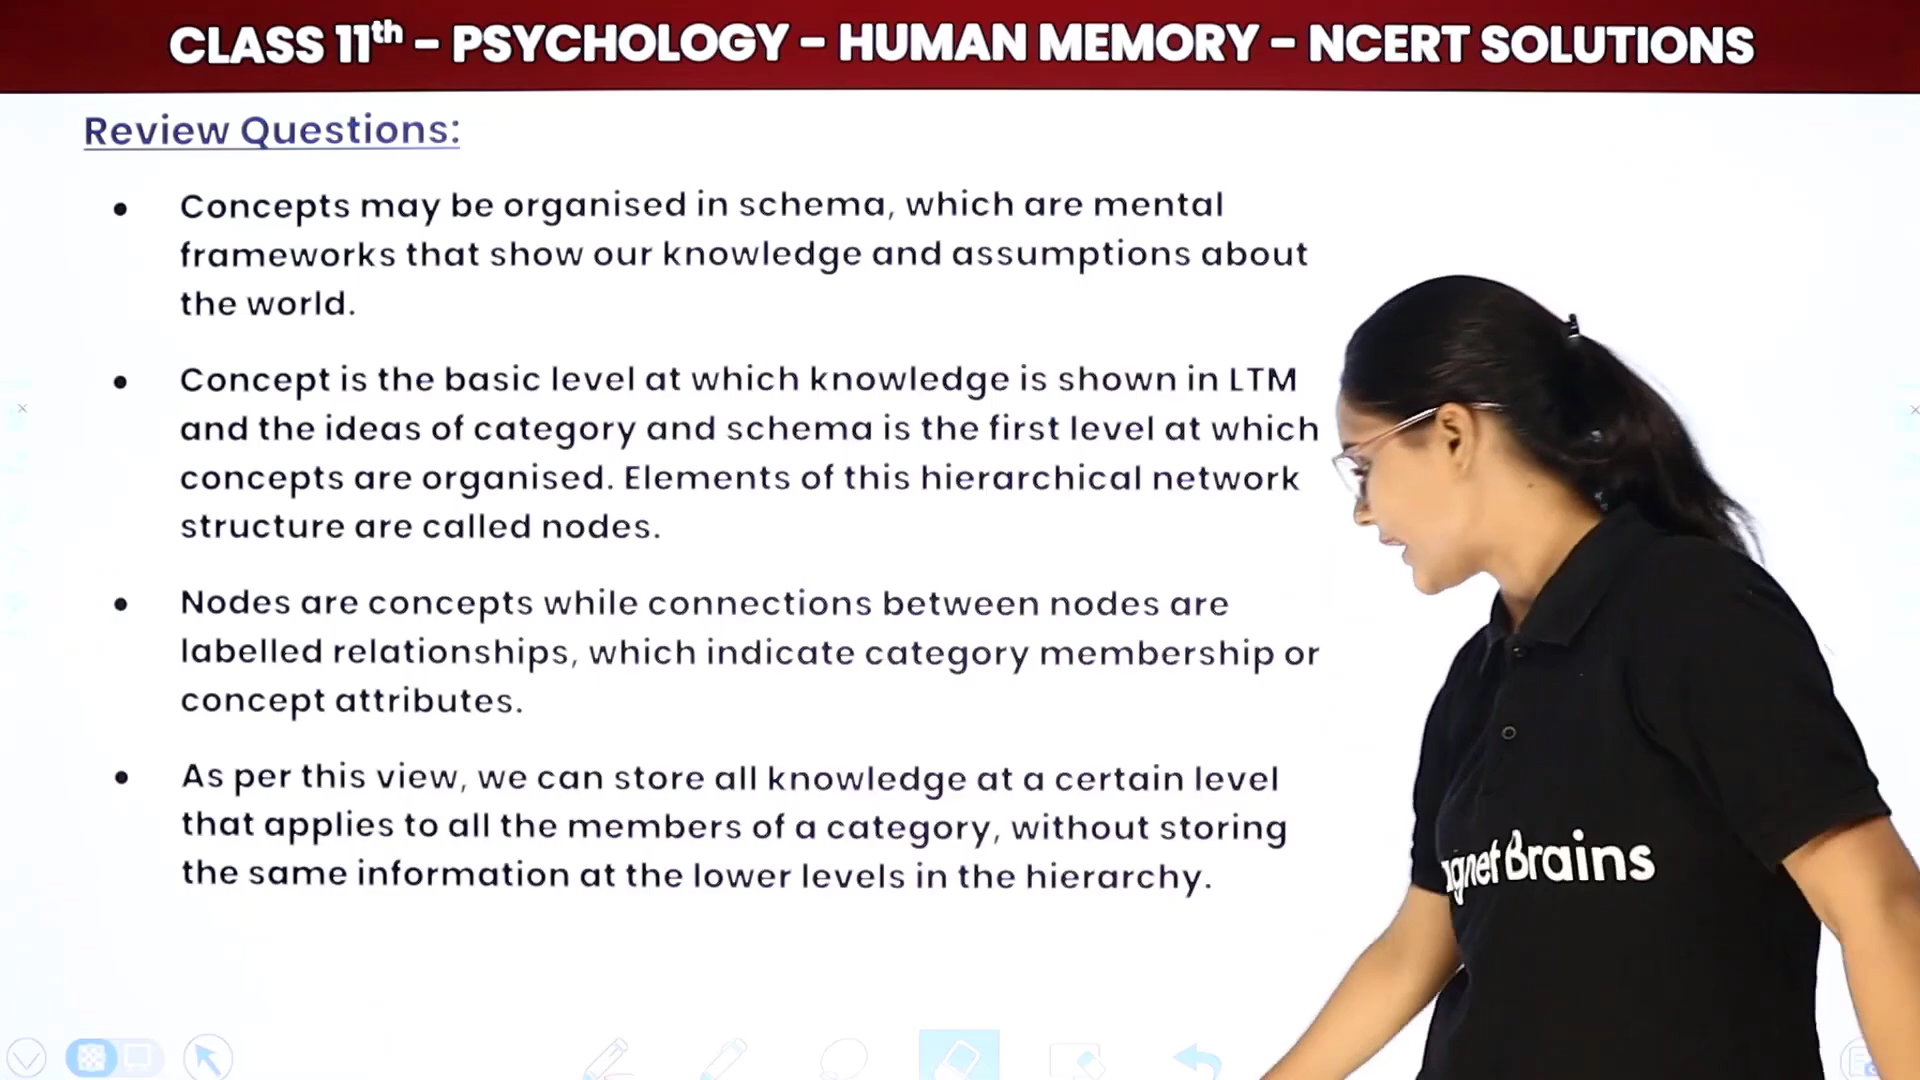 CLASS 11th – PSYCHOLOGY – HUMAN MEMORY – NCERT SOLUTIONS
Review Questions:
• Concepts may be organised in schema, which are mental
frameworks that show our knowledge and assumptions about
the world.
• Concept is the basic level at which knowledge is shown in LTM
and the ideas of category and schema is the first level at which
concepts are organised. Elements of this hierarchical network
structure are called nodes.
• Nodes are concepts while connections between nodes are
labelled relationships, which indicate category membership or
concept attributes.
• As per this view, we can store all knowledge at a certain level
that applies to all the members of a category, without storing
the same information at the lower levels in the hierarchy.
agnet Brains